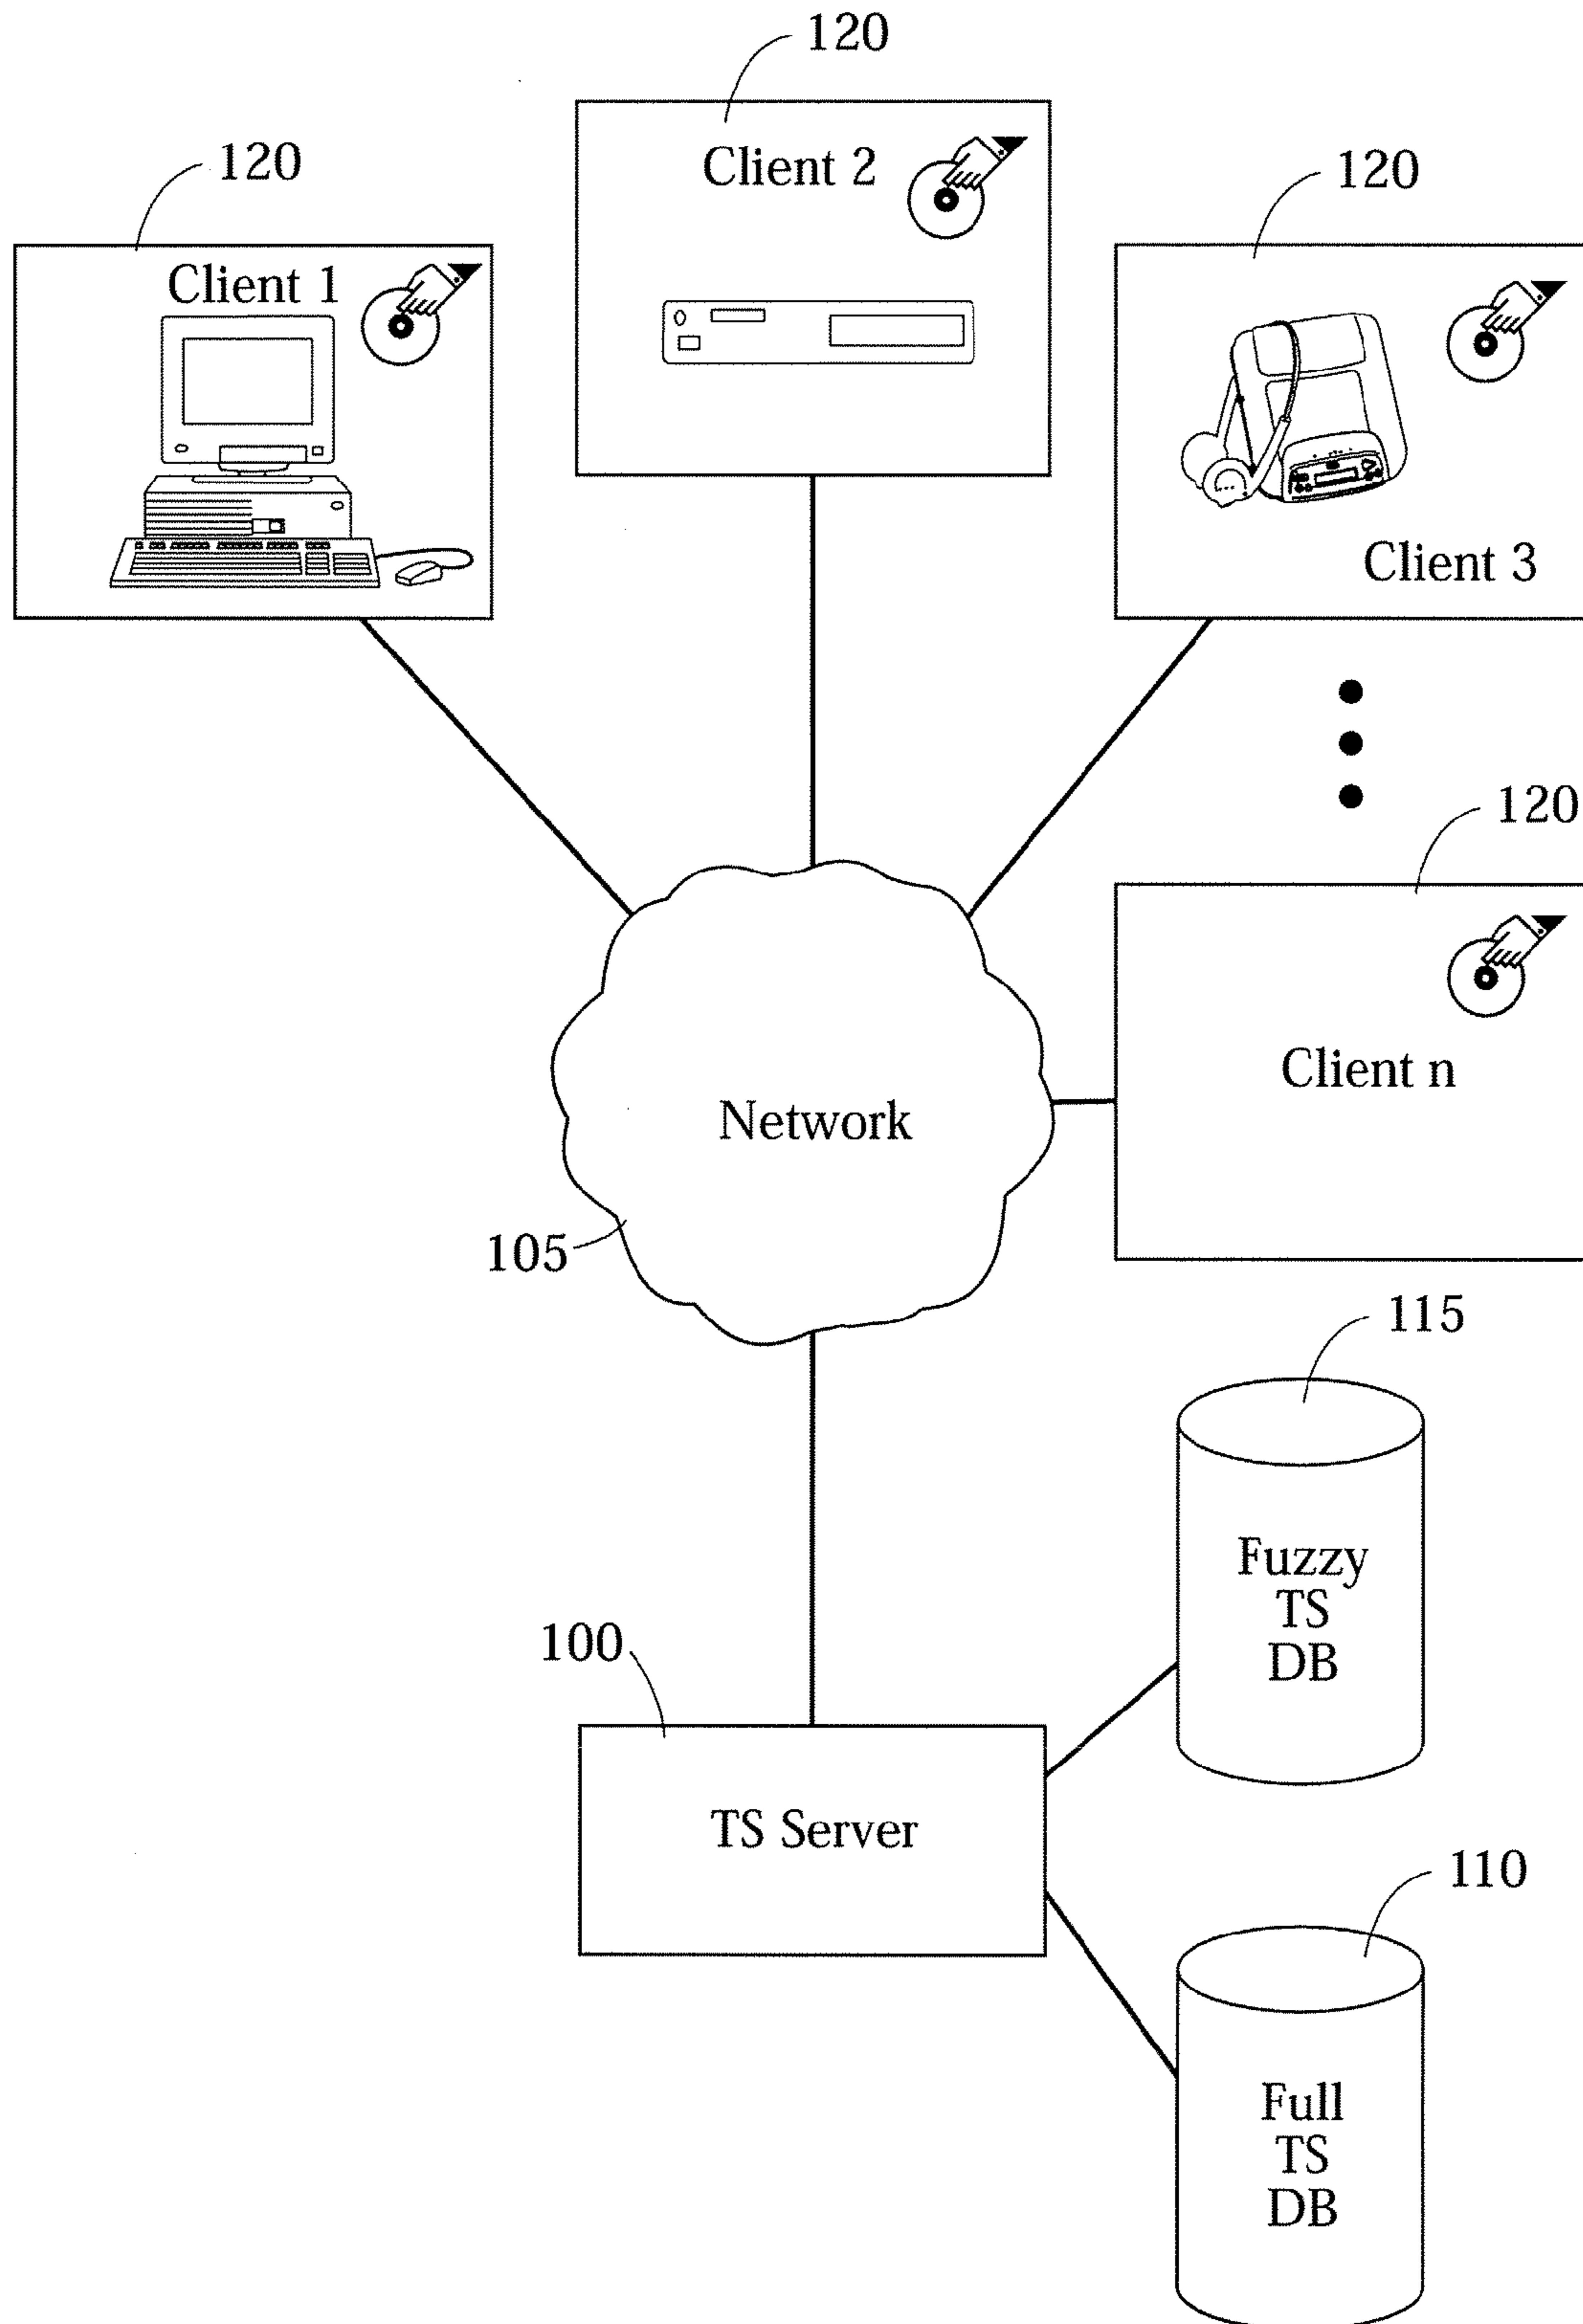 120
Client 2
120
Client 1
120
Client 3
120
Client n
Network
105
115
Fuzzy
TS
DB
100
TS Server
110
Full
TS
DB